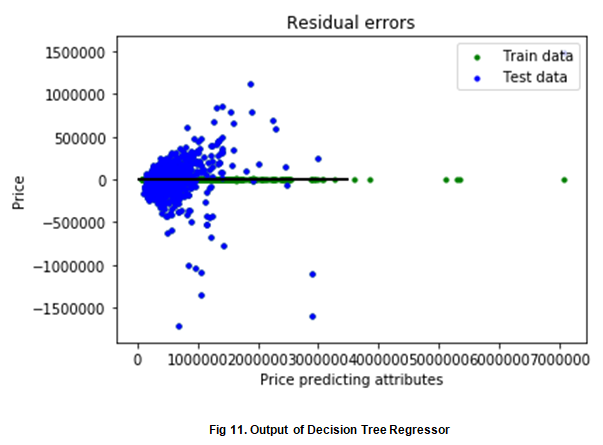 Residual errors
1500000
1000000
500000
0
−500000
−1000000
−1500000
Price
Train data
Test data
0 1000000 2000000 3000000 4000000 5000000 6000000 7000000
Price predicting attributes
Fig 11. Output of Decision Tree Regressor